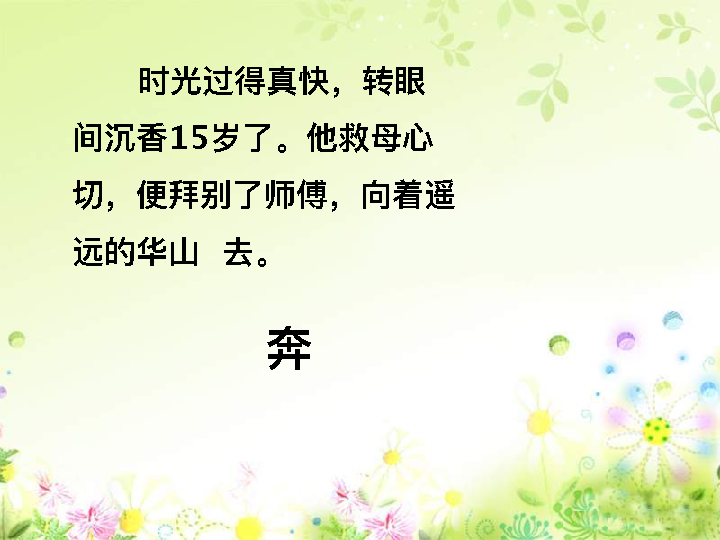 时光过得真快，转眼
间沉香15岁了。他救母心
切，便拜别了师傅，向着遥
远的华山 去。
奔